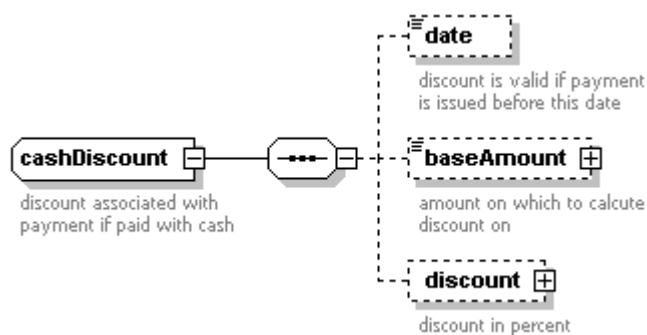 date
discount is valid if payment
is issued before this date
cashDiscount
discount associated with
payment if paid with cash
baseAmount
amount on which to calcute
discount on
discount
discount in percent